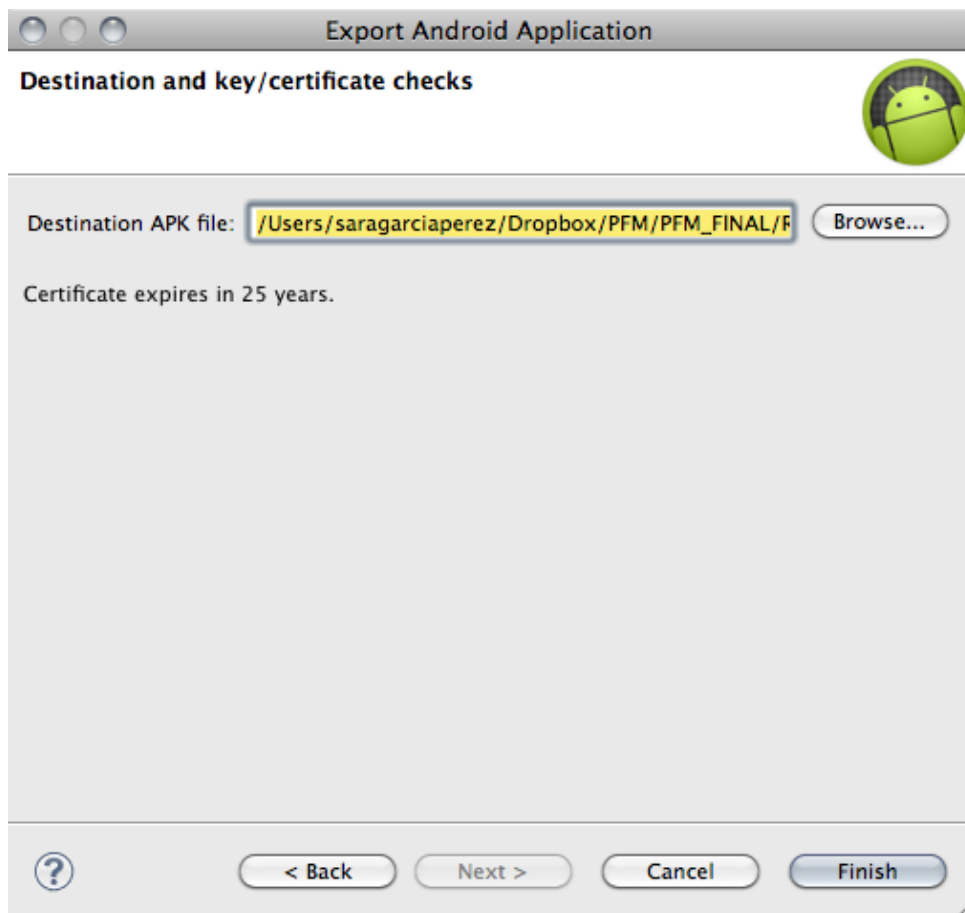 Export Android Application
Destination and key/certificate checks
Destination APK file: /Users/saragarciaperez/Dropbox/PFM/PFM_FINAL/ Browse...
Certificate expires in 25 years.
? < Back Next > Cancel Finish